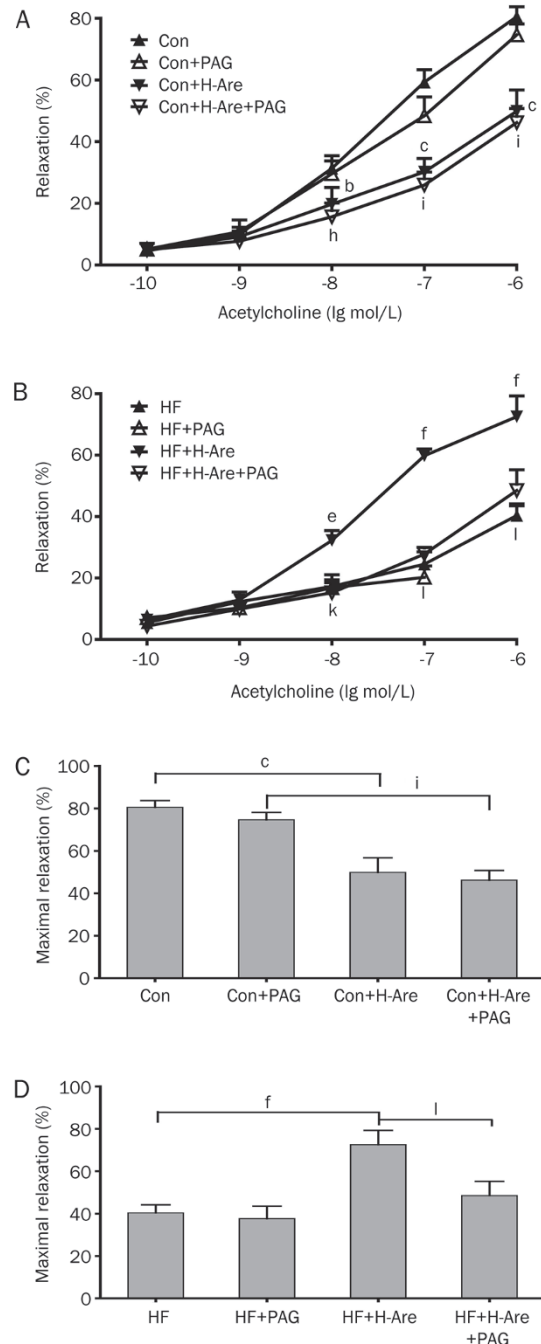 A
Con
Con+PAG
Con+H-Are
Con+H-Are+PAG
Relaxation (%)
80
60
40
20
0
b
c
c
h
i
i
-10 -9 -8 -7 -6
Acetylcholine (lg mol/L)
B
HF
HF+PAG
HF+H-Are
HF+H-Are+PAG
Relaxation (%)
80
60
40
20
0
e
f
f
k
l
l
-10 -9 -8 -7 -6
Acetylcholine (lg mol/L)
C
Maximal relaxation (%)
100
80
60
40
20
0
c
i
Con Con+PAG Con+H-Are Con+H-Are
+PAG
D
Maximal relaxation (%)
100
80
60
40
20
0
f
l
HF HF+PAG HF+H-Are HF+H-Are
+PAG